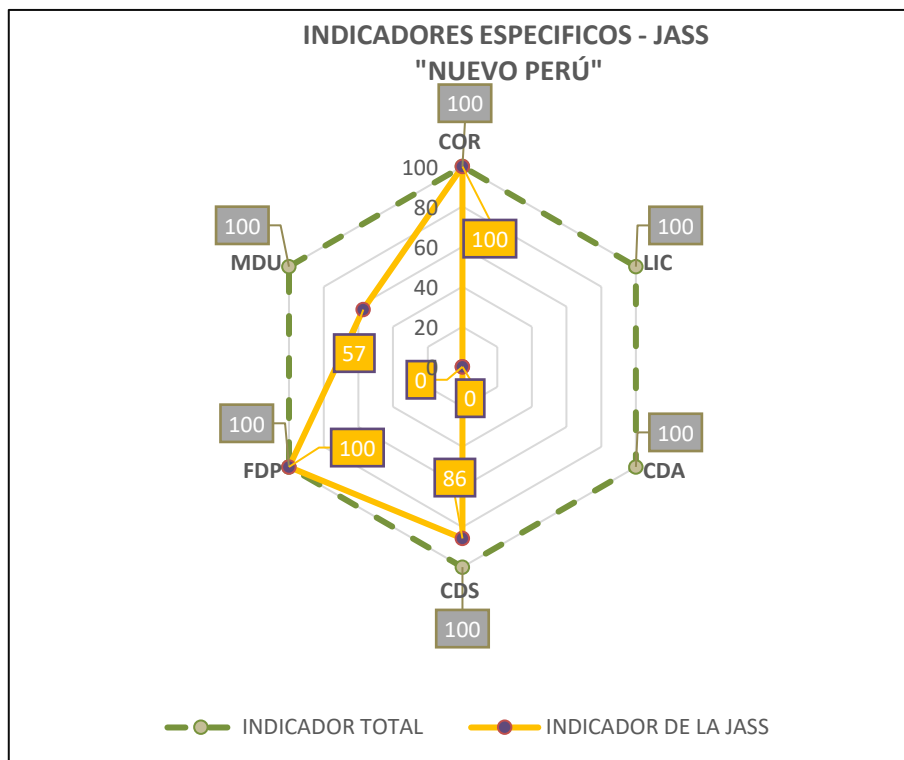 INDICADORES ESPECIFICOS - JASS
"NUEVO PERÚ"
100
COR
100
80
60
40
20
0
100
100
MDU
100
LIC
57
0
0
100
FDP
100
100
CDA
86
CDS
100
INDICADOR TOTAL
INDICADOR DE LA JASS